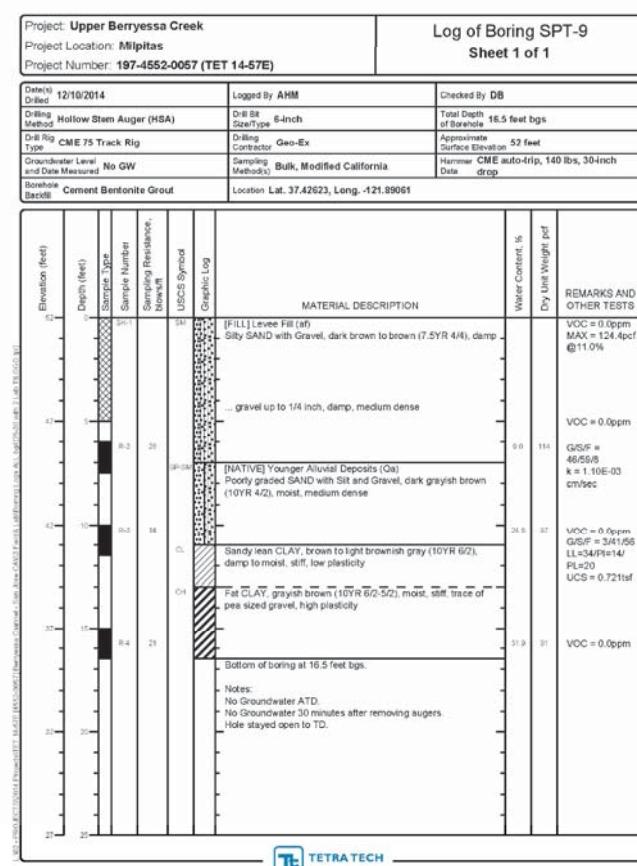 Project: Upper Berryessa Creek
Project Location: Milpitas
Project Number: 197-4552-0057 (TET 14-57E)
Log of Boring SPT-9
Sheet 1 of 1
Date(s) Drilled 12/10/2014
Logged By AHM
Checked By DB
Drilling Method Hollow Stem Auger (HSA)
Drill Bit Size/Type 6-inch
Total Depth of Borehole 16.5 feet bgs
Drill Rig Type CME 75 Track Rig
Drilling Contractor Geo-Ex
Approximate Surface Elevation 52 feet
Groundwater Level and Date Measured No GW
Sampling Method(s) Bulk, Modified California
Hammer Data CME auto-trip, 140 lbs, 30-inch drop
Borehole Backfill Cement Bentonite Grout
Location Lat. 37.42623, Long. -121.89061
Elevation (feet)
Depth (feet)
Sample Type
Sample Number
Sampling Resistance, blows/ft
USCS Symbol
Graphic Log
MATERIAL DESCRIPTION
Water Content, %
Dry Unit Weight pcf
REMARKS AND OTHER TESTS
52 0 SM
[FILL] Levee Fill (af)
Silty SAND with Gravel, dark brown to brown (7.5YR 4/4), damp
VOC = 0.0ppm
MAX = 124.4pcf
@11.0%
... gravel up to 1/4 inch, damp, medium dense
47 5
VOC = 0.0ppm
R-2 114
G/S/F =
46/59/8
k = 1.10E-03
cm/sec
SP-SM
[NATIVE] Younger Alluvial Deposits (Qa)
Poorly graded SAND with Silt and Gravel, dark grayish brown
(10YR 4/2), moist, medium dense
42 10 R-3
VOC = 0.0ppm
G/S/F = 3/41/56
LL=34/PI=14/
PL=20
UCS = 0.721tsf
CL
Sandy lean CLAY, brown to light brownish gray (10YR 6/2),
damp to moist, stiff, low plasticity
CH
Fat CLAY, grayish brown (10YR 6/2-5/2), moist, stiff, trace of
pea sized gravel, high plasticity
37 15 R-4 21
VOC = 0.0ppm
Bottom of boring at 16.5 feet bgs.
Notes:
No Groundwater ATD.
No Groundwater 30 minutes after removing augers.
Hole stayed open to TD.
20
27 25
Tt TETRA TECH